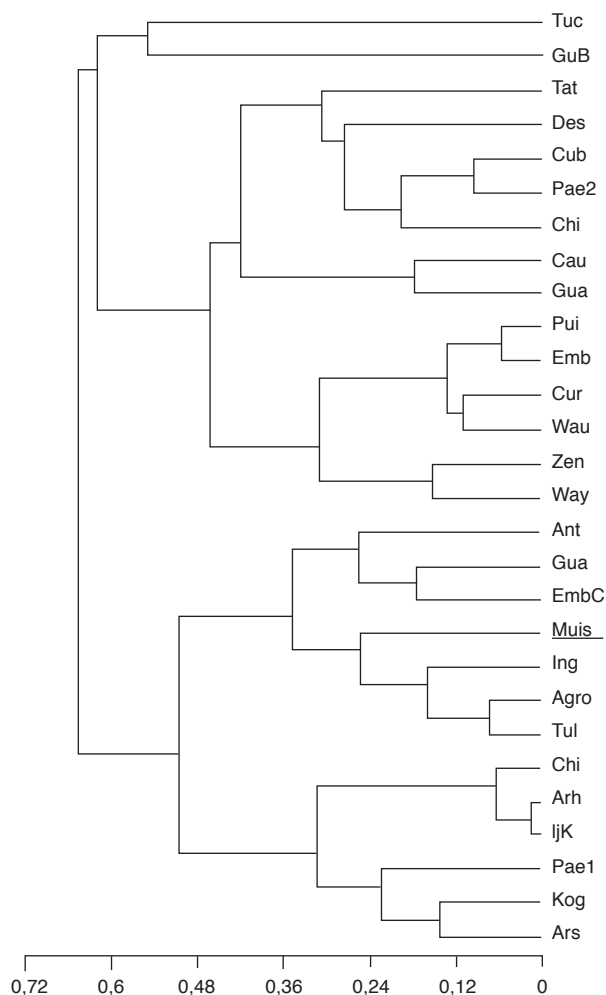 Tuc
GuB
Tat
Des
Cub
Pae2
Chi
Cau
Gua
Pui
Emb
Cur
Wau
Zen
Way
Ant
Gua
EmbC
Muis
Ing
Agro
Tul
Chi
Arh
ljK
Pae1
Kog
Ars
0,72 0,6 0,48 0,36 0,24 0,12 0